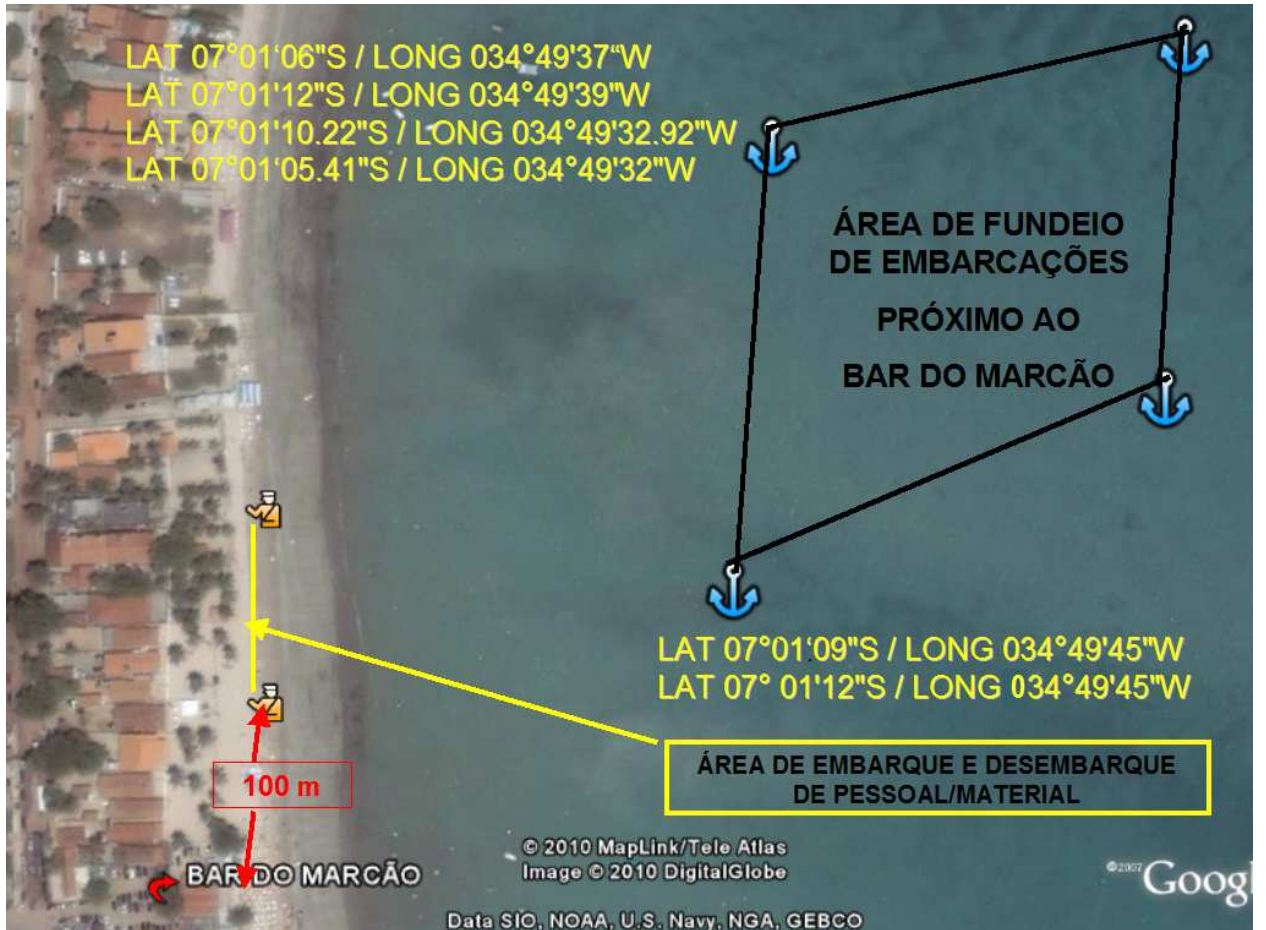 LAT 07°01'06"S / LONG 034°49'37"W
LAT 07°01'12"S / LONG 034°49'39"W
LAT 07°01'10.22"S / LONG 034°49'32.92"W
LAT 07°01'05.41"S / LONG 034°49'32"W
ÁREA DE FUNDEIO
DE EMBARCAÇÕES
PRÓXIMO AO
BAR DO MARCÃO
LAT 07°01'09"S / LONG 034°49'45"W
LAT 07° 01'12"S / LONG 034°49'45"W
ÁREA DE EMBARQUE E DESEMBARQUE
DE PESSOAL/MATERIAL
100 m
BAR DO MARCÃO
© 2010 MapLink/Tele Atlas
Image © 2010 DigitalGlobe
Data SIO, NOAA, U.S. Navy, NGA, GEBCO
©2007 Googl